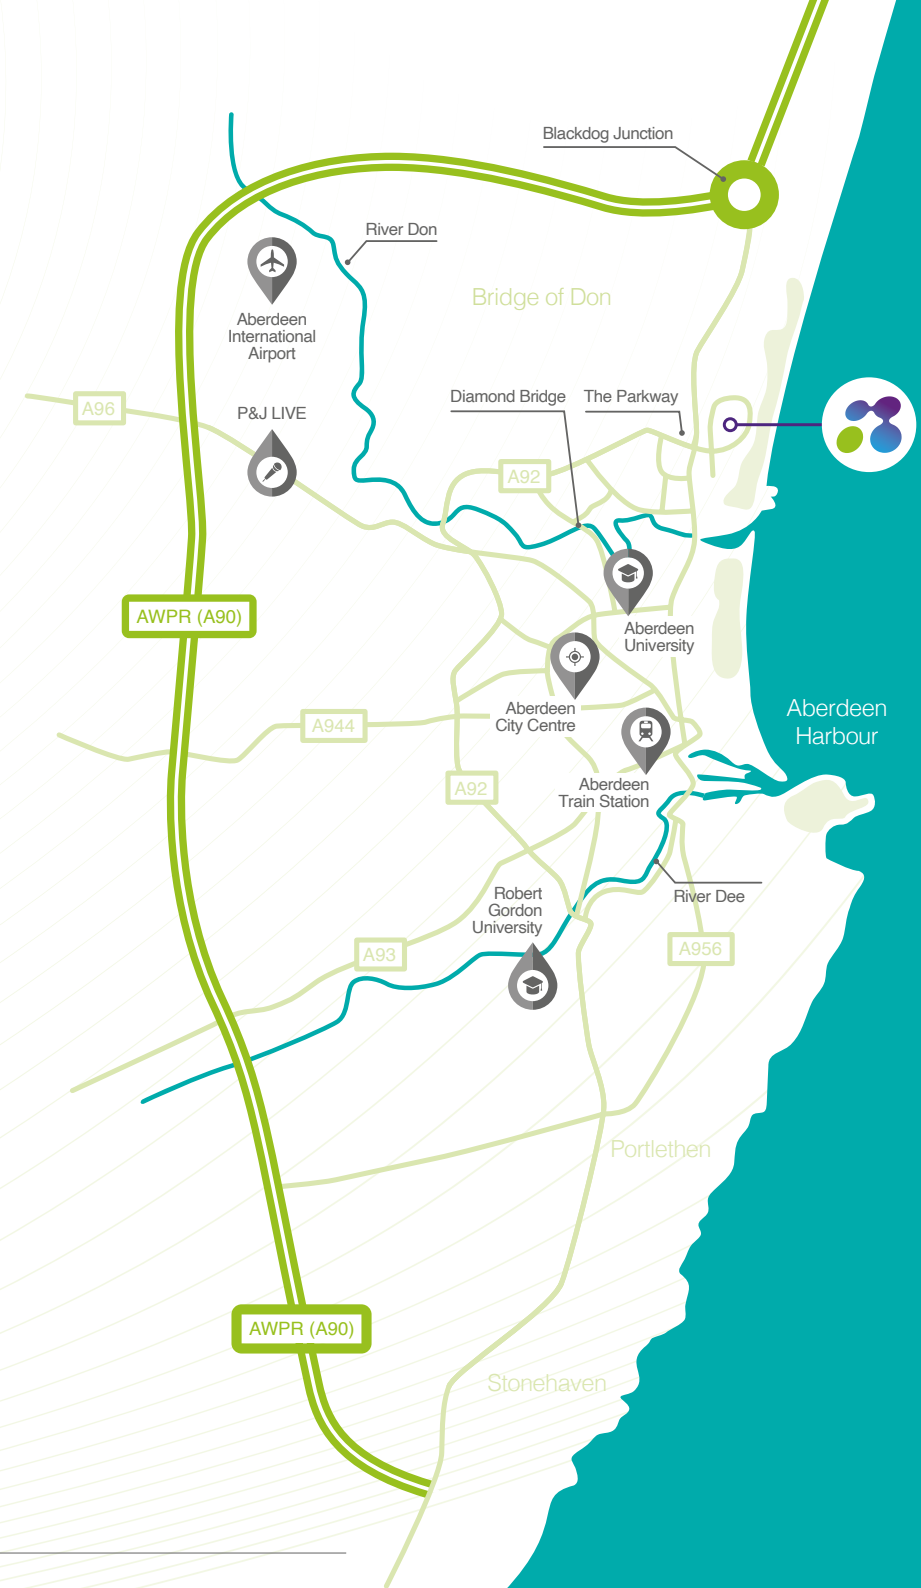 Blackdog Junction
River Don
Bridge of Don
Aberdeen
International
Airport
Diamond Bridge
The Parkway
A96
P&J LIVE
A92
AWPR (A90)
Aberdeen
University
Aberdeen
City Centre
A944
Aberdeen
Harbour
Aberdeen
Train Station
A92
Robert
Gordon
University
River Dee
A93
A956
Portlethen
AWPR (A90)
Stonehaven